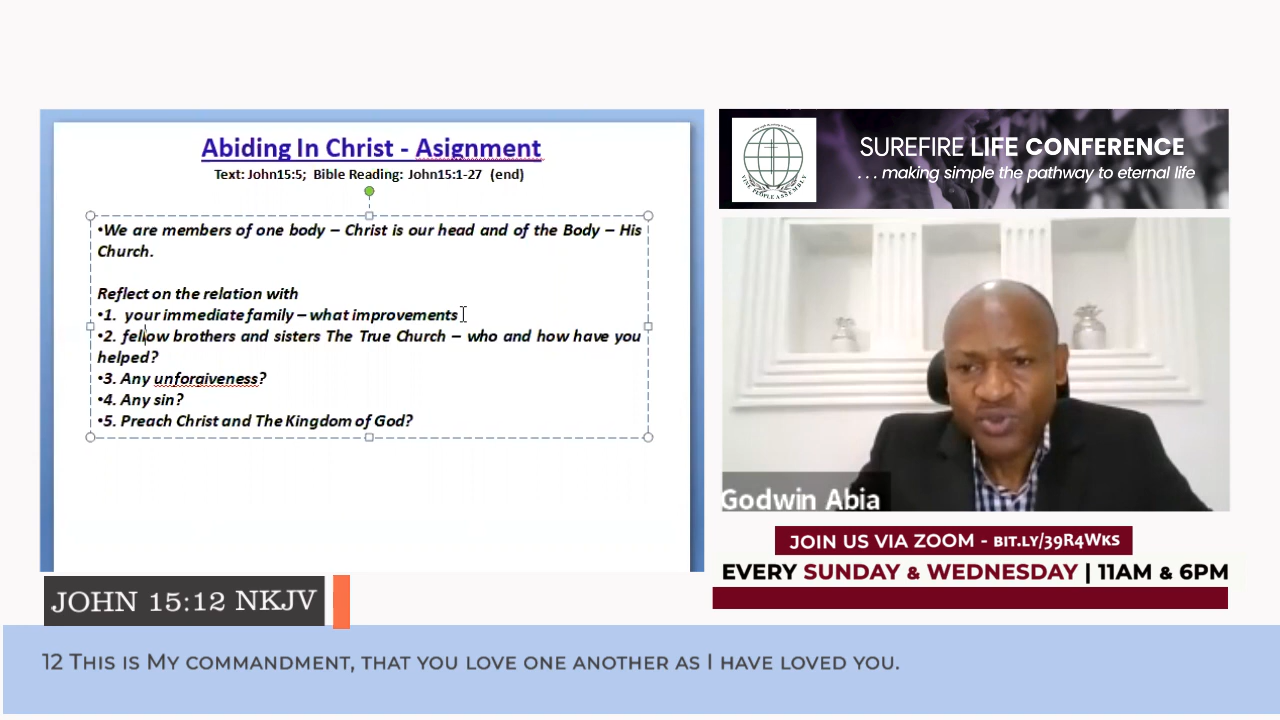 Abiding In Christ - Asignment
Text: John15:5; Bible Reading: John15:1-27 (end)
•We are members of one body – Christ is our head and of the Body – His
Church.
Reflect on the relation with
•1. your immediate family – what improvements
•2. fellow brothers and sisters The True Church – who and how have you
helped?
•3. Any unforgiveness?
•4. Any sin?
•5. Preach Christ and The Kingdom of God?
SUREFIRE LIFE CONFERENCE
. . . making simple the pathway to eternal life
Godwin Abia
JOIN US VIA ZOOM - BIT.LY/39R4WKS
EVERY SUNDAY & WEDNESDAY | 11AM & 6PM
JOHN 15:12 NKJV
12 THIS IS MY COMMANDMENT, THAT YOU LOVE ONE ANOTHER AS I HAVE LOVED YOU.